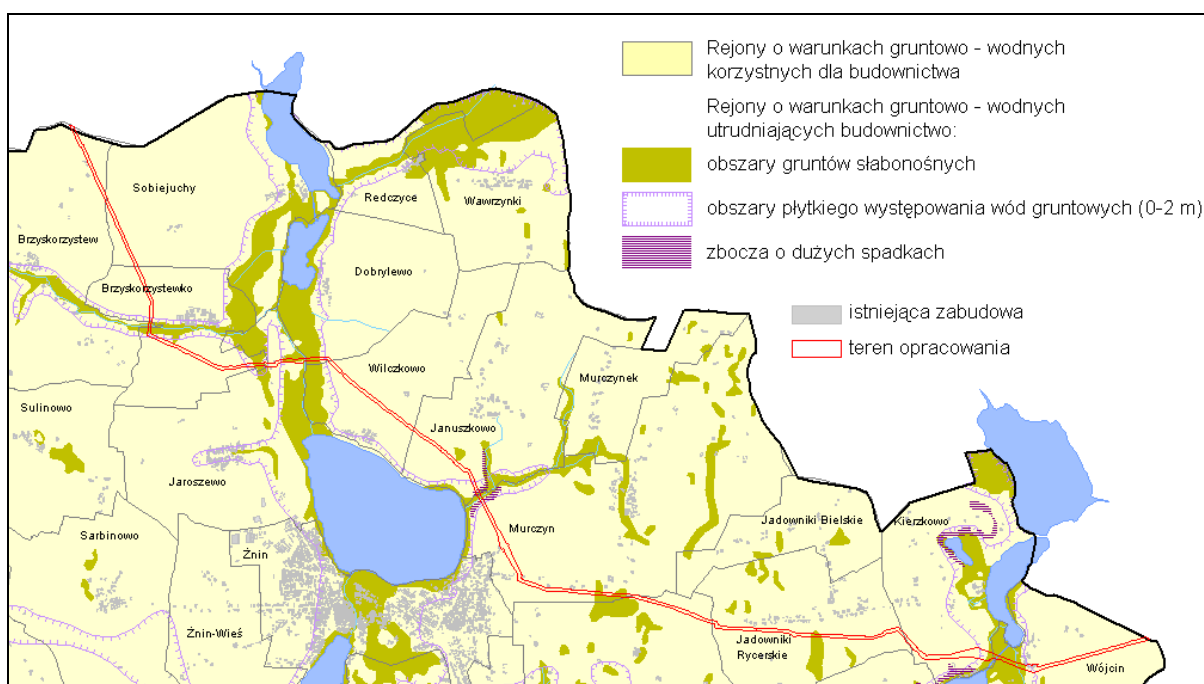 Rejony o warunkach gruntowo - wodnych
korzystnych dla budownictwa
Rejony o warunkach gruntowo - wodnych
utrudniających budownictwo:
obszary gruntów słabonośnych
obszary płytkiego występowania wód gruntowych (0-2 m)
zbocza o dużych spadkach
istniejąca zabudowa
teren opracowania
Sobiejuchy
Redczyce
Wawrzynki
Brzyskorzystew
Dobrylewo
Brzyskorzystewko
Wilczkowo
Murczynek
Sulinowo
Januszkowo
Jaroszewo
Murczyn
Jadowniki Bielskie
Kierzkowo
Sarbinowo
Żnin
Żnin-Wieś
Jadowniki
Rycerskie
Wójcin